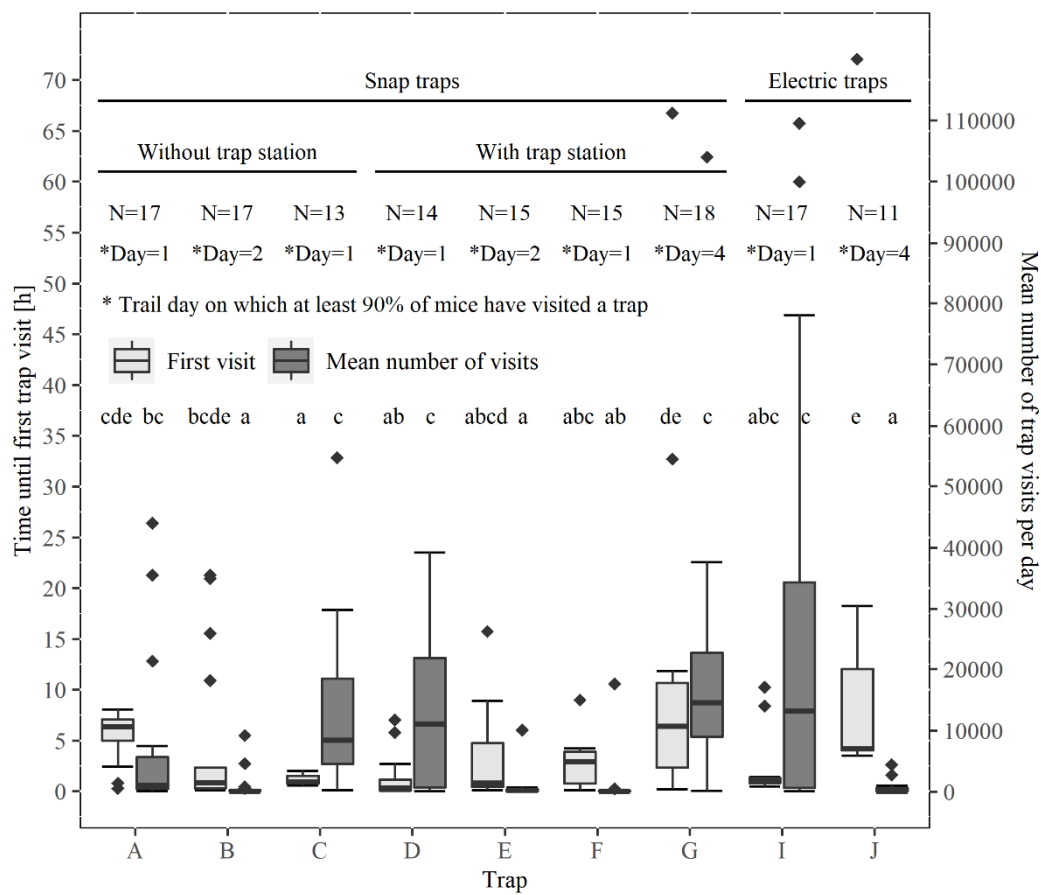 Snap traps
Electric traps
Without trap station
With trap station
N=17 N=17 N=13 N=14 N=15 N=15 N=18 N=17 N=11
*Day=1 *Day=2 *Day=1 *Day=1 *Day=2 *Day=1 *Day=4 *Day=1 *Day=4
* Trail day on which at least 90% of mice have visited a trap
First visit Mean number of visits
cde bc bcde a a c ab c abcd a abc ab de c abc c e a
Time until first trap visit [h]
70
65
60
55
50
45
40
35
30
25
20
15
10
5
0
Mean number of trap visits per day
110000
100000
90000
80000
70000
60000
50000
40000
30000
20000
10000
0
A B C D E F G I J
Trap